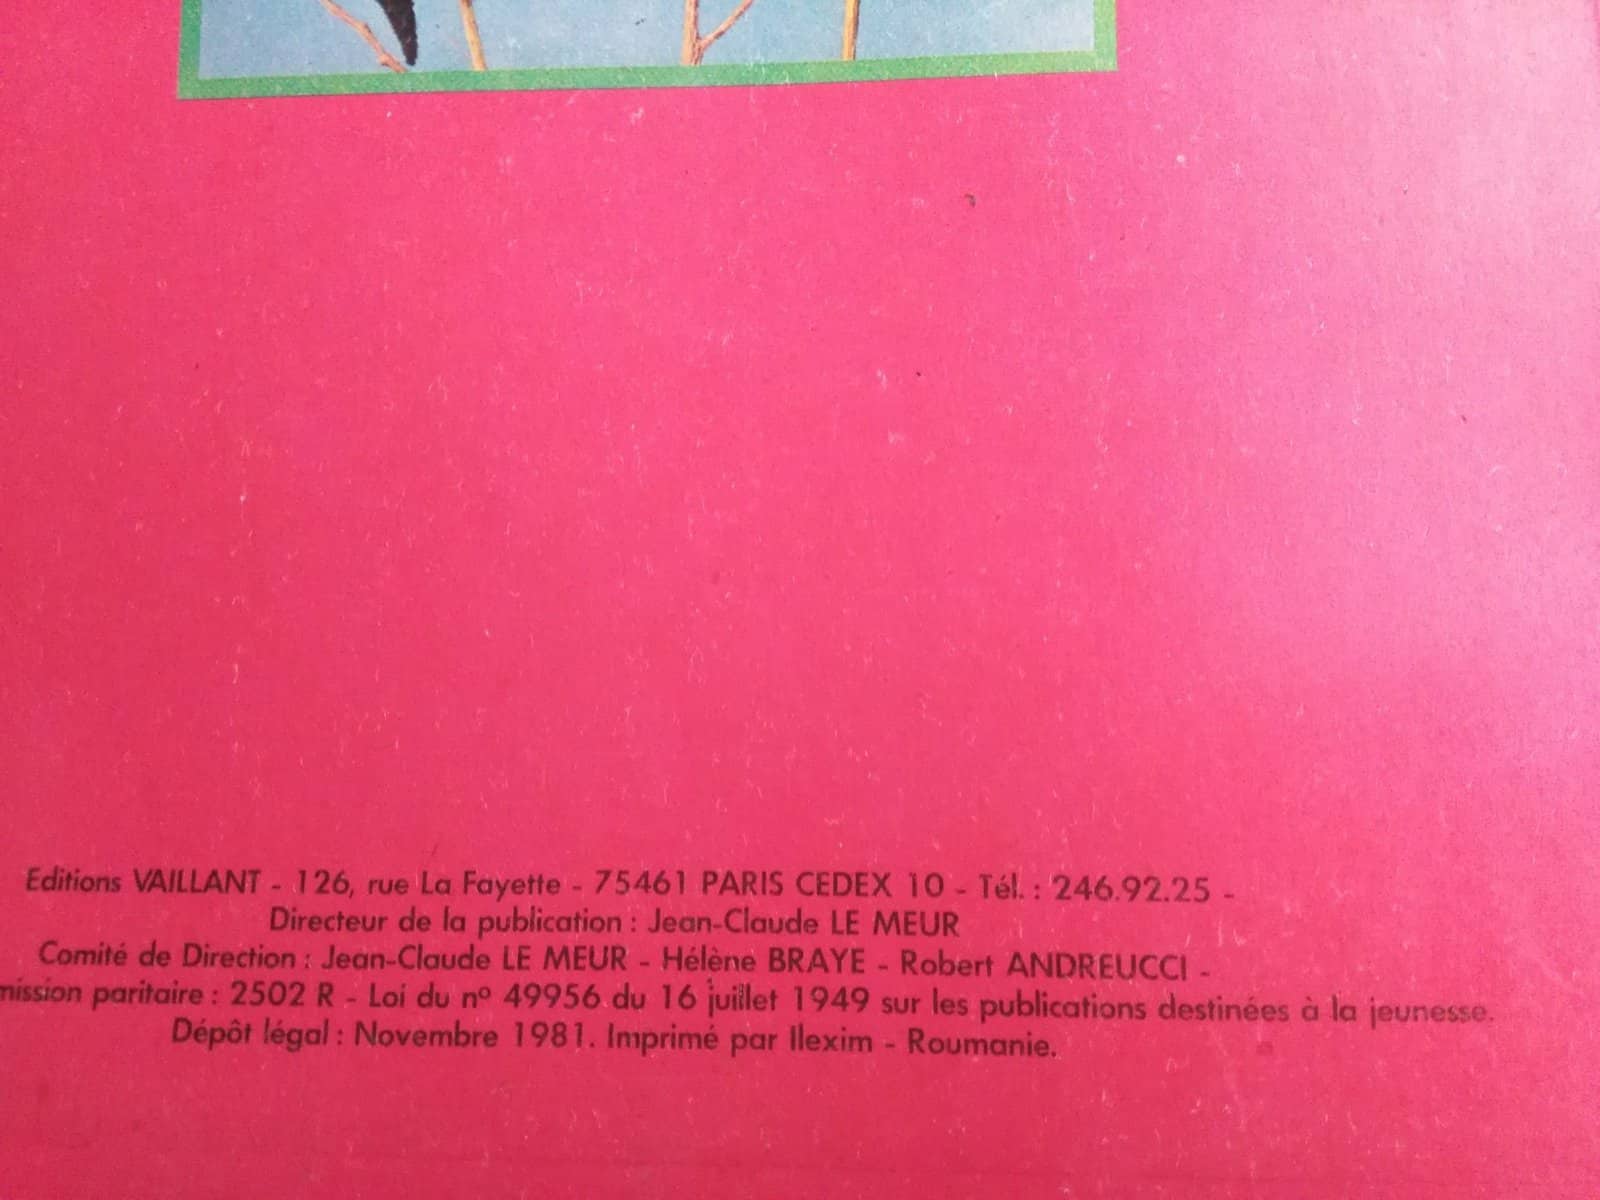 Editions VAILLANT - 126, rue La Fayette - 75461 PARIS CEDEX 10 - Tél. : 246.92.25 -
Directeur de la publication : Jean-Claude LE MEUR
Comité de Direction : Jean-Claude LE MEUR - Hélène BRAYE - Robert ANDREUCCI -
mission paritaire : 2502 R - Loi du nº 49956 du 16 juillet 1949 sur les publications destinées à la jeunesse.
Dépôt légal : Novembre 1981. Imprimé par Ilexim - Roumanie.